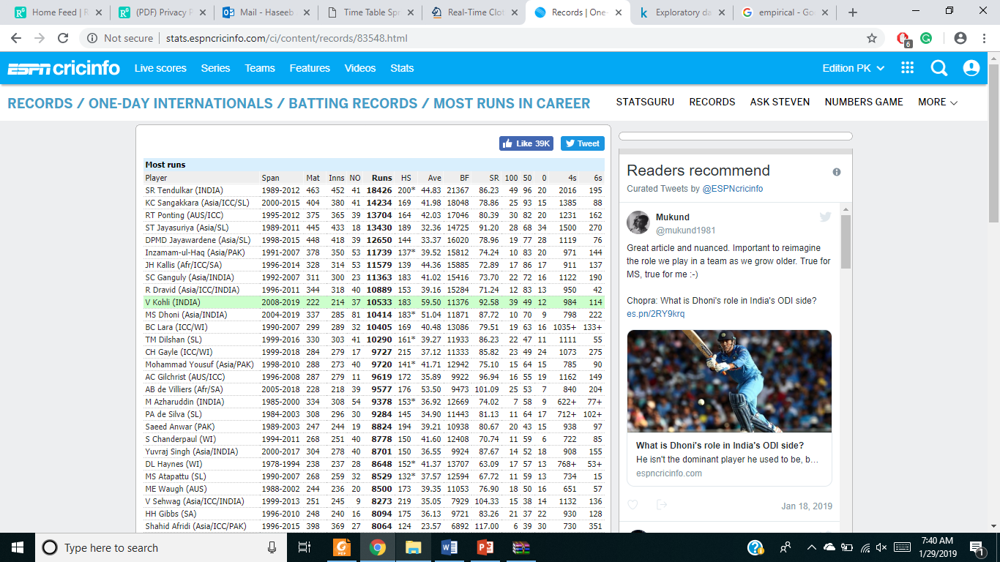 Home Feed | R
(PDF) Privacy P
Mail - Haseeb
Time Table Spr
Real-Time Clot
Records | One-
Exploratory da
empirical - Goo
Not secure | stats.espncricinfo.com/ci/content/records/83548.html
6
ESPN cricinfo Live scores Series Teams Features Videos Stats Edition PK
RECORDS / ONE-DAY INTERNATIONALS / BATTING RECORDS / MOST RUNS IN CAREER
STATSGURU RECORDS ASK STEVEN NUMBERS GAME MORE
Like 39K Tweet
Most runs
Player Span Mat Inns NO Runs HS Ave BF SR 100 50 0 4s 6s
SR Tendulkar (INDIA) 1989-2012 463 452 41 18426 200* 44.83 21367 86.23 49 96 20 2016 195
KC Sangakkara (Asia/ICC/SL) 2000-2015 404 380 41 14234 169 41.98 18048 78.86 25 93 15 1385 88
RT Ponting (AUS/ICC) 1995-2012 375 365 39 13704 164 42.03 17046 80.39 30 82 20 1231 162
ST Jayasuriya (Asia/SL) 1989-2011 445 433 18 13430 189 32.36 14725 91.20 28 68 34 1500 270
DPMD Jayawardene (Asia/SL) 1998-2015 448 418 39 12650 144 33.37 16020 78.96 19 77 28 1119 76
Inzamam-ul-Haq (Asia/PAK) 1991-2007 378 350 53 11739 137* 39.52 15812 74.24 10 83 20 971 144
JH Kallis (Afr/ICC/SA) 1996-2014 328 314 53 11579 139 44.36 15885 72.89 17 86 17 911 137
SC Ganguly (Asia/INDIA) 1992-2007 311 300 23 11363 183 41.02 15416 73.70 22 72 16 1122 190
R Dravid (Asia/ICC/INDIA) 1996-2011 344 318 40 10889 153 39.16 15284 71.24 12 83 13 950 42
V Kohli (INDIA) 2008-2019 222 214 37 10533 183 59.50 11376 92.58 39 49 12 984 114
MS Dhoni (Asia/INDIA) 2004-2019 337 285 81 10414 183* 51.04 11871 87.72 10 70 9 798 222
BC Lara (ICC/WI) 1990-2007 299 289 32 10405 169 40.48 13086 79.51 19 63 16 1035+ 133+
TM Dilshan (SL) 1999-2016 330 303 41 10290 161* 39.27 11933 86.23 22 47 11 1111 55
CH Gayle (ICC/WI) 1999-2018 284 279 17 9727 215 37.12 11333 85.82 23 49 24 1073 275
Mohammad Yousuf (Asia/PAK) 1998-2010 288 273 40 9720 141* 41.71 12942 75.10 15 64 15 785 90
AC Gilchrist (AUS/ICC) 1996-2008 287 279 11 9619 172 35.89 9922 96.94 16 55 19 1162 149
AB de Villiers (Afr/SA) 2005-2018 228 218 39 9577 176 53.50 9473 101.09 25 53 7 840 204
M Azharuddin (INDIA) 1985-2000 334 308 54 9378 153* 36.92 12669 74.02 7 58 9 622+ 77+
PA de Silva (SL) 1984-2003 308 296 30 9284 145 34.90 11443 81.13 11 64 17 712+ 102+
Saeed Anwar (PAK) 1989-2003 247 244 19 8824 194 39.21 10938 80.67 20 43 15 938 97
S Chanderpaul (WI) 1994-2011 268 251 40 8778 150 41.60 12408 70.74 11 59 6 722 85
Yuvraj Singh (Asia/INDIA) 2000-2017 304 278 40 8701 150 36.55 9924 87.67 14 52 18 908 155
DL Haynes (WI) 1978-1994 238 237 28 8648 152* 41.37 13707 63.09 17 57 13 768+ 53+
MS Atapattu (SL) 1990-2007 268 259 32 8529 132* 37.57 12594 67.72 11 59 13 734 15
ME Waugh (AUS) 1988-2002 244 236 20 8500 173 39.35 11053 76.90 18 50 16 651 57
V Sehwag (Asia/ICC/INDIA) 1999-2013 251 245 9 8273 219 35.05 7929 104.33 15 38 14 1132 136
HH Gibbs (SA) 1996-2010 248 240 16 8094 175 36.13 9721 83.26 21 37 22 930 128
Shahid Afridi (Asia/ICC/PAK) 1996-2015 398 369 27 8064 124 23.57 6892 117.00 6 39 30 730 351
Readers recommend
Curated Tweets by @ESPNcricinfo
Mukund
@mukund1981
Great article and nuanced. Important to reimagine
the role we play in a team as we grow older. True for
MS, true for me :-)
Chopra: What is Dhoni's role in India's ODI side?
es.pn/2RY9krq
What is Dhoni's role in India's ODI side?
He isn't the dominant player he used to be, b...
espncricinfo.com
Jan 18, 2019
Type here to search
7:40 AM
1/29/2019
1